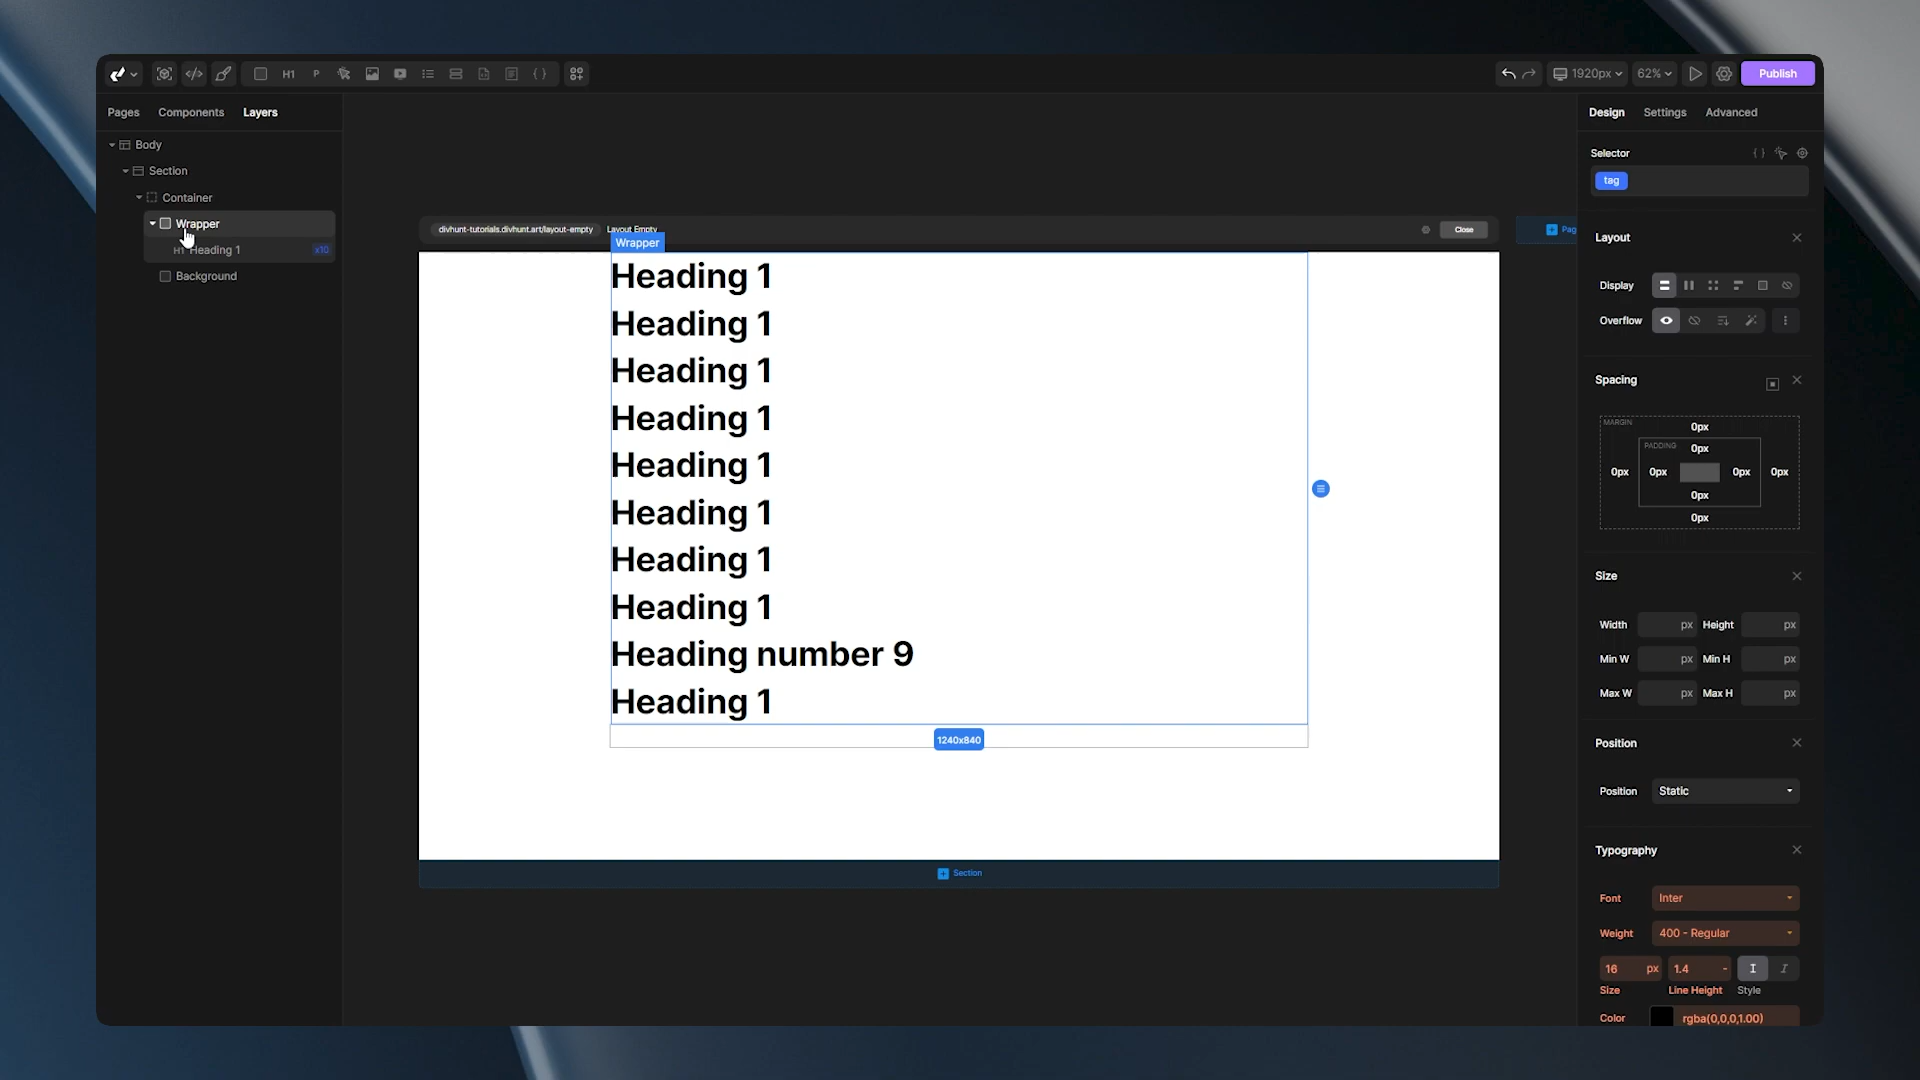 H1 P 1920px 62% Publish
Pages Components Layers
Design Settings Advanced
Body
Section
Container
Wrapper
H1 Heading 1 x10
Background
divhunt-tutorials.divhunt.art/layout-empty Layout Empty Close
Pag
Wrapper
Heading 1
Heading 1
Heading 1
Heading 1
Heading 1
Heading 1
Heading 1
Heading 1
Heading number 9
Heading 1
1240x840
Section
Selector
tag
Layout
Display
Overflow
Spacing
MARGIN
0px
PADDING
0px
0px 0px 0px 0px
0px
0px
Size
Width px Height px
Min W px Min H px
Max W px Max H px
Position
Position Static
Typography
Font Inter
Weight 400 - Regular
16 px 1.4 - I I
Size Line Height Style
Color rgba(0,0,0,1.00)